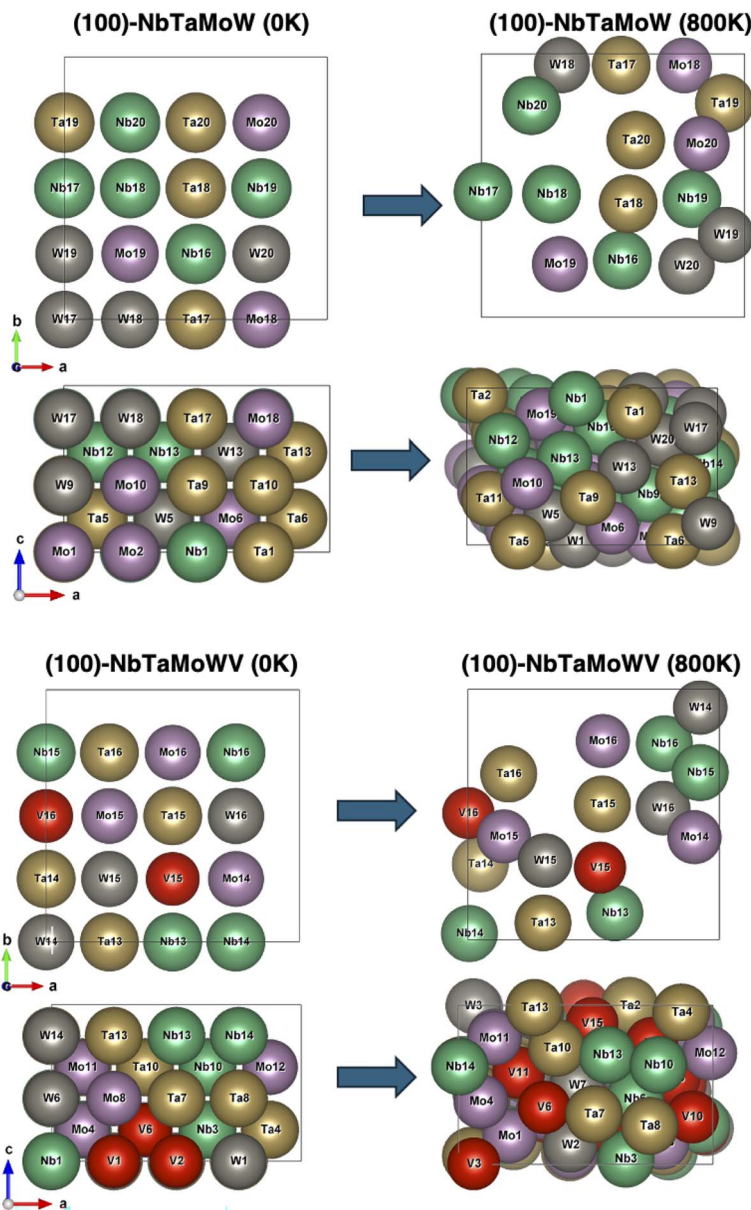 (100)-NbTaMoW (0K) (100)-NbTaMoW (800K)
Ta19 Nb20 Ta20 Mo20
Nb17 Nb18 Ta18 Nb19
W19 Mo19 Nb16 W20
W17 W18 Ta17 Mo18
b
a
W18 Ta17 Mo18
Nb20 Ta19
Ta20 Mo20
Nb17 Nb18 Ta18 Nb19
W19
Mo19 Nb16 W20
W17 W18 Ta17 Mo18
Nb12 Nb13 W13 Ta13
W9 Mo10 Ta9 Ta10
Ta5 W5 Mo6 Ta6
Mo1 Mo2 Nb1 Ta1
c
a
Ta2 Mo19 Nb1 Ta1
Nb12 W20 W17
Nb13 W13 Nb14
Mo10 Ta13
Ta11 Ta9 Nb9
W5 Mo6 W9
Ta5 W1 Ta6
(100)-NbTaMoWV (0K) (100)-NbTaMoWV (800K)
Nb15 Ta16 Mo16 Nb16
V16 Mo15 Ta15 W16
Ta14 W15 V15 Mo14
W14 Ta13 Nb13 Nb14
b
a
W14
Mo16 Nb16
Ta16 Nb15
V16 Ta15 W16
Mo15 Mo14
Ta14 W15 V15
Nb14 Ta13 Nb13
W14 Ta13 Nb13 Nb14
Mo11 Ta10 Nb10 Mo12
W6 Mo8 Ta7 Ta8
Mo4 V6 Nb3 Ta4
Nb1 V1 V2 W1
c
a
W3 Ta13 Ta2 Ta4
Mo11 V15
Nb14 Ta10 Nb13 Nb10 Mo12
V11 W7
Mo4 V6 Ta7 V10
Mo1 W2 Ta8
V3 Nb3